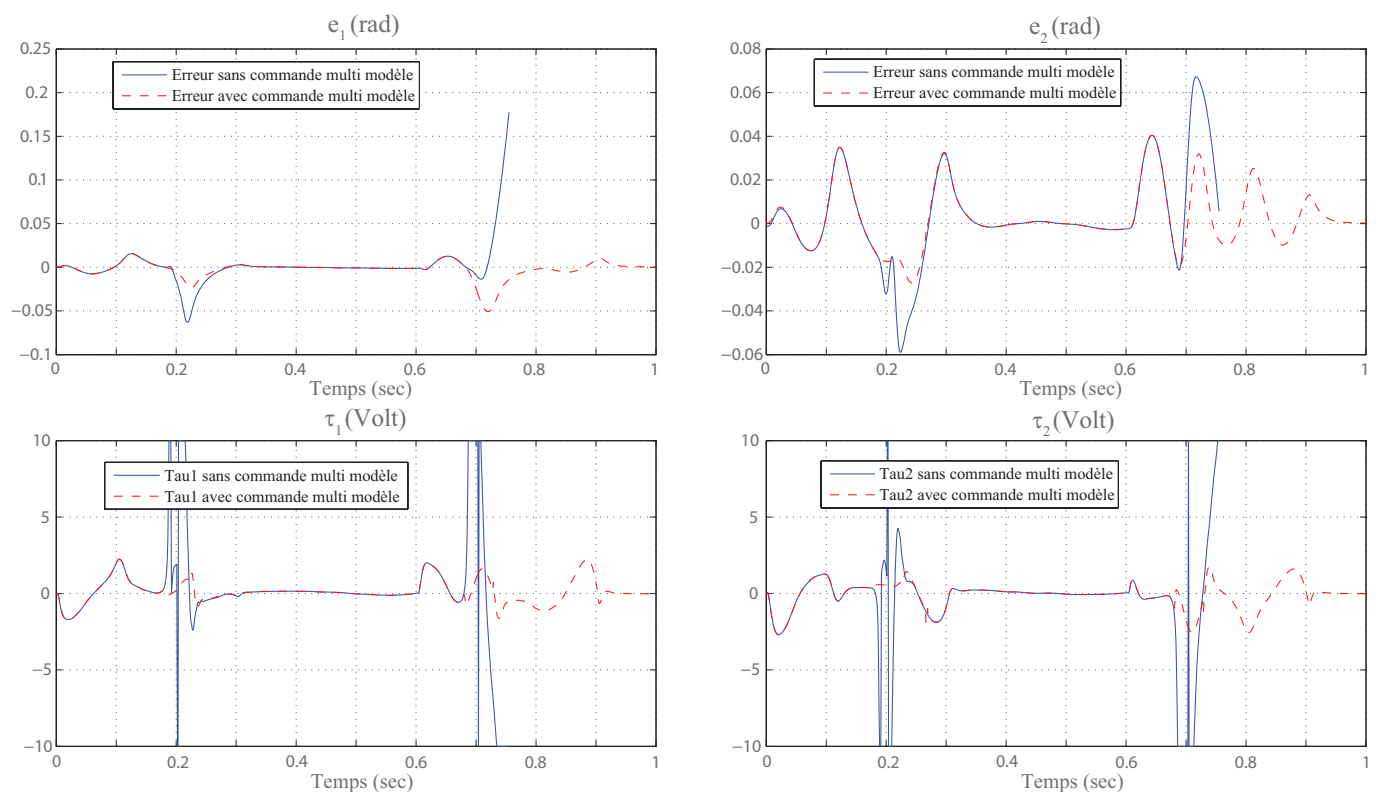 e₁ (rad)
0.25
0.2
0.15
0.1
0.05
0
−0.05
−0.1
Erreur sans commande multi modèle
Erreur avec commande multi modèle
0 0.2 0.4 0.6 0.8 1
Temps (sec)
e₂ (rad)
0.08
0.06
0.04
0.02
0
−0.02
−0.04
−0.06
Erreur sans commande multi modèle
Erreur avec commande multi modèle
0 0.2 0.4 0.6 0.8 1
Temps (sec)
τ₁ (Volt)
10
5
0
−5
−10
Tau1 sans commande multi modèle
Tau1 avec commande multi modèle
0 0.2 0.4 0.6 0.8 1
Temps (sec)
τ₂ (Volt)
10
5
0
−5
−10
Tau2 sans commande multi modèle
Tau2 avec commande multi modèle
0 0.2 0.4 0.6 0.8 1
Temps (sec)